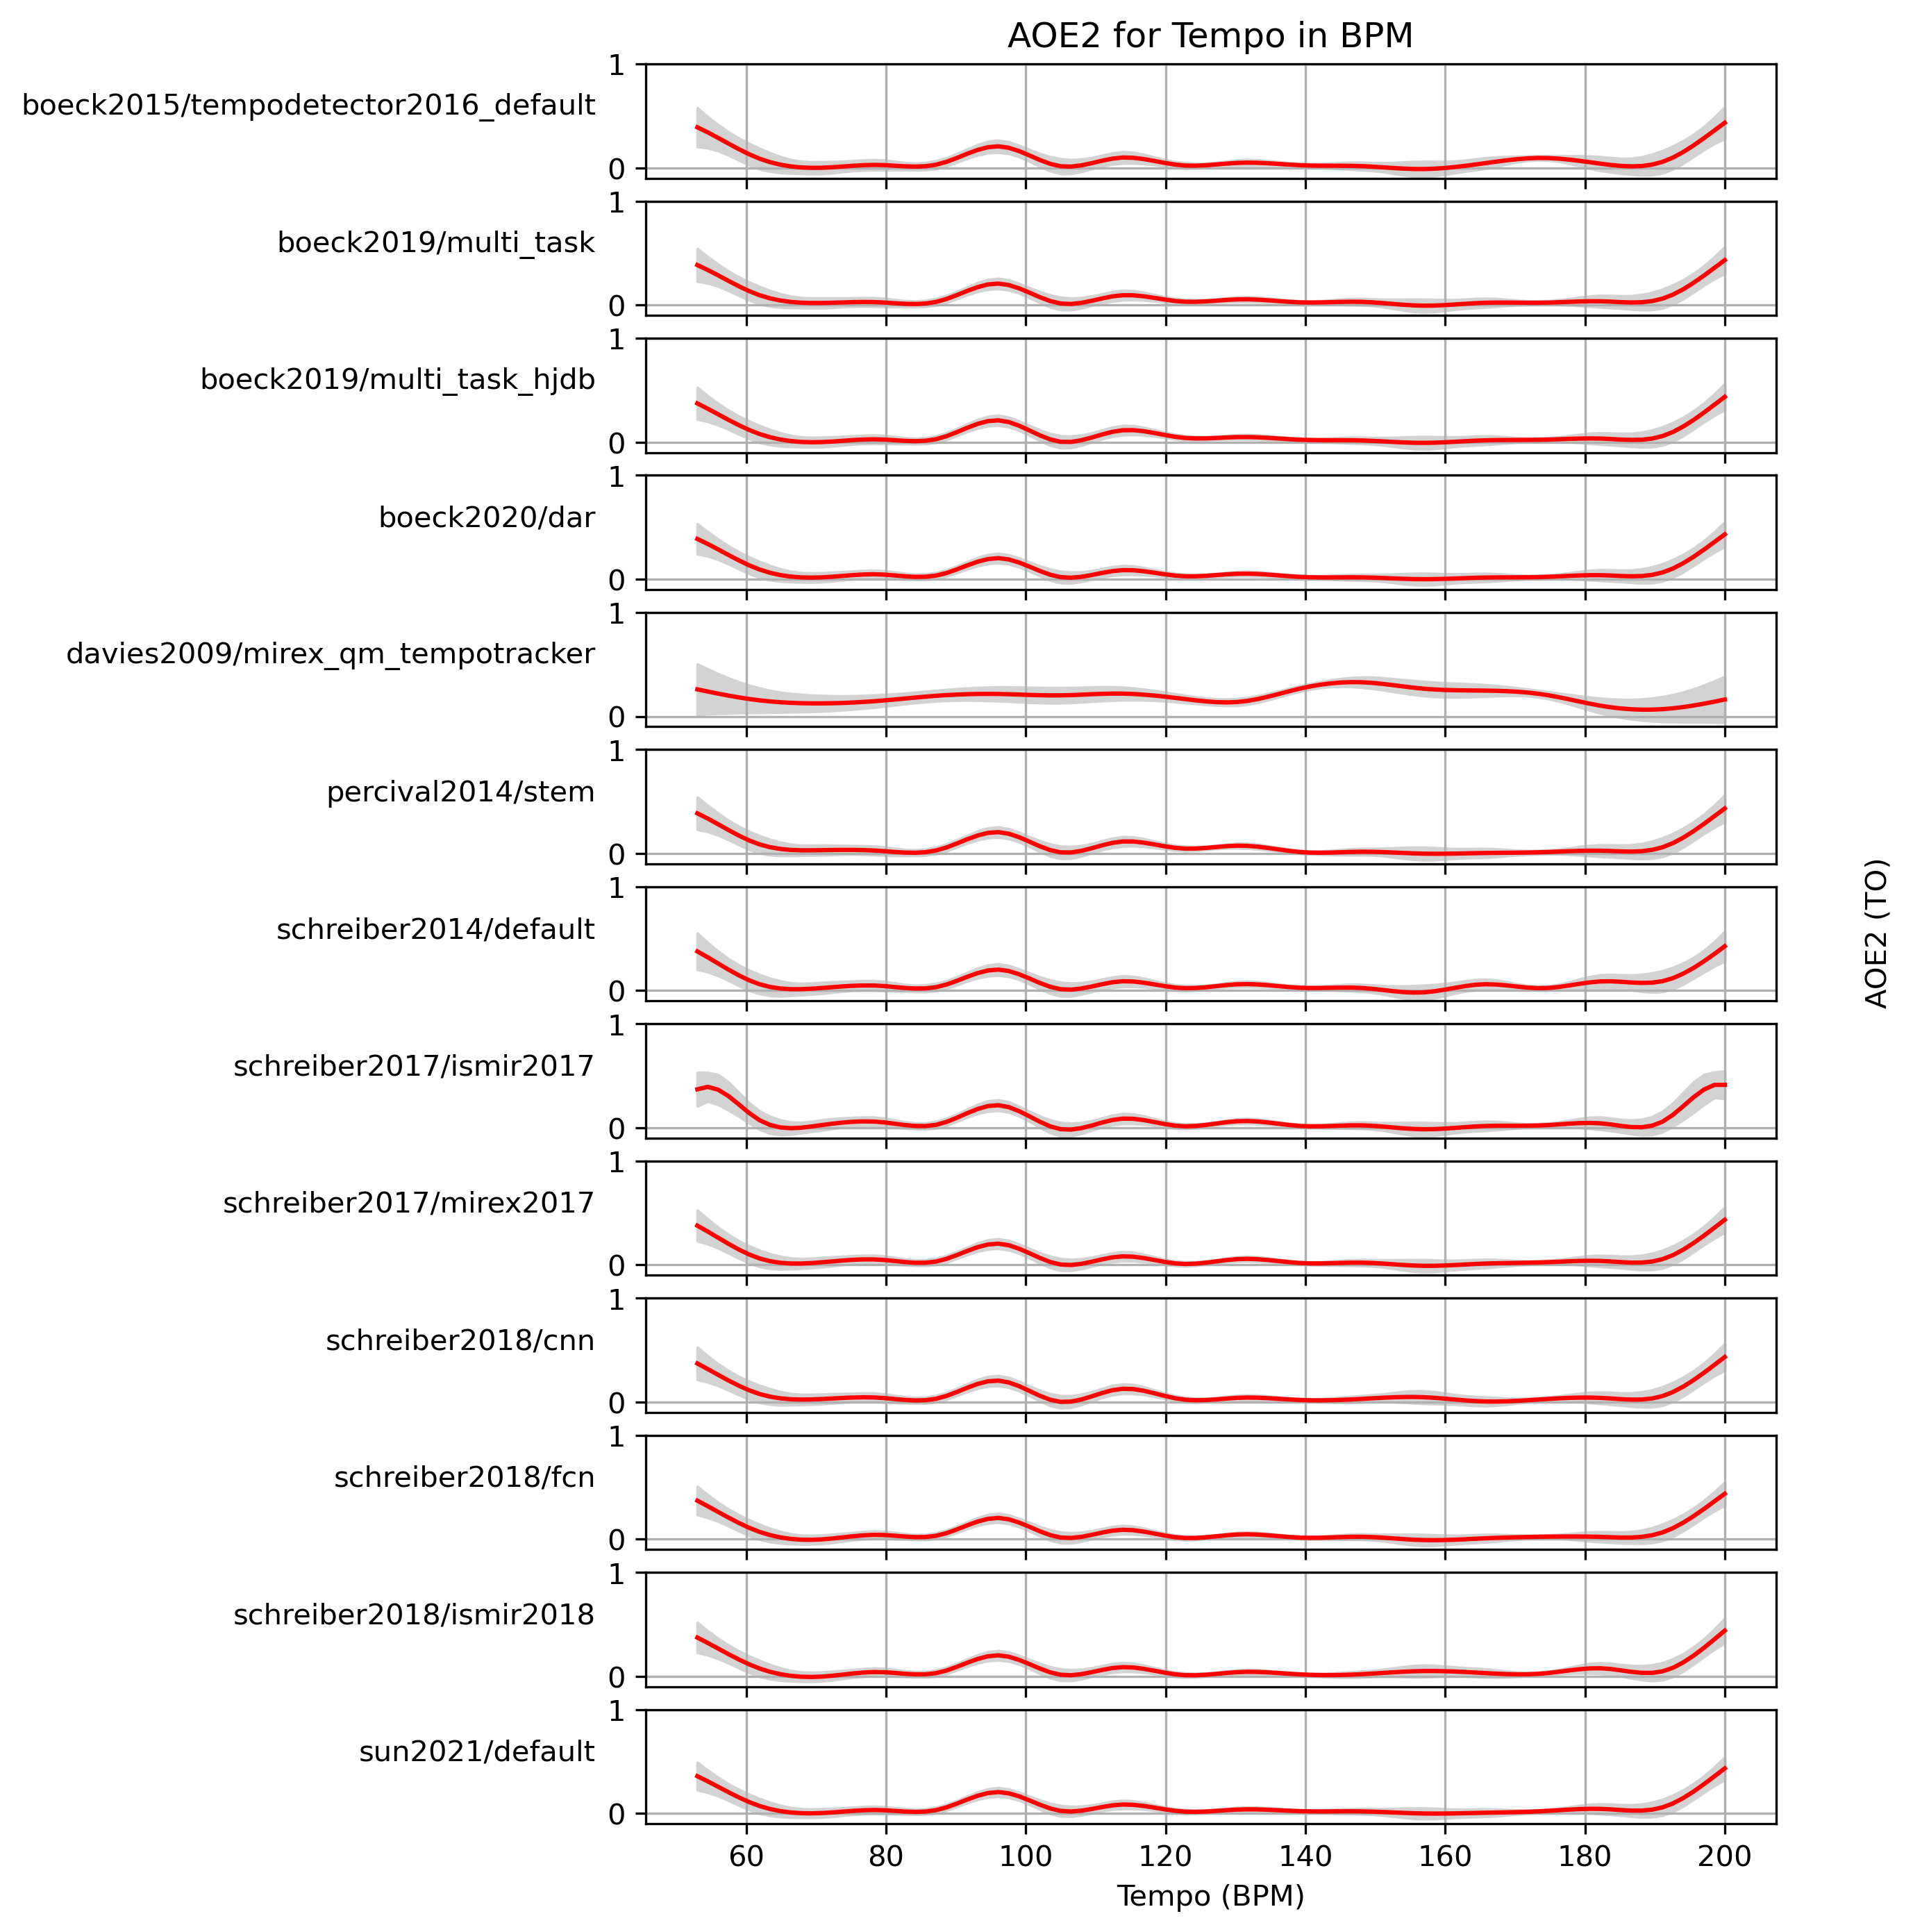 AOE2 for Tempo in BPM
1
boeck2015/tempodetector2016_default
0
1
boeck2019/multi_task
0
1
boeck2019/multi_task_hjdb
0
1
boeck2020/dar
0
1
davies2009/mirex_qm_tempotracker
0
1
percival2014/stem
0
1
schreiber2014/default
0
AOE2 (TO)
1
schreiber2017/ismir2017
0
1
schreiber2017/mirex2017
0
1
schreiber2018/cnn
0
1
schreiber2018/fcn
0
1
schreiber2018/ismir2018
0
1
sun2021/default
0
60 80 100 120 140 160 180 200
Tempo (BPM)